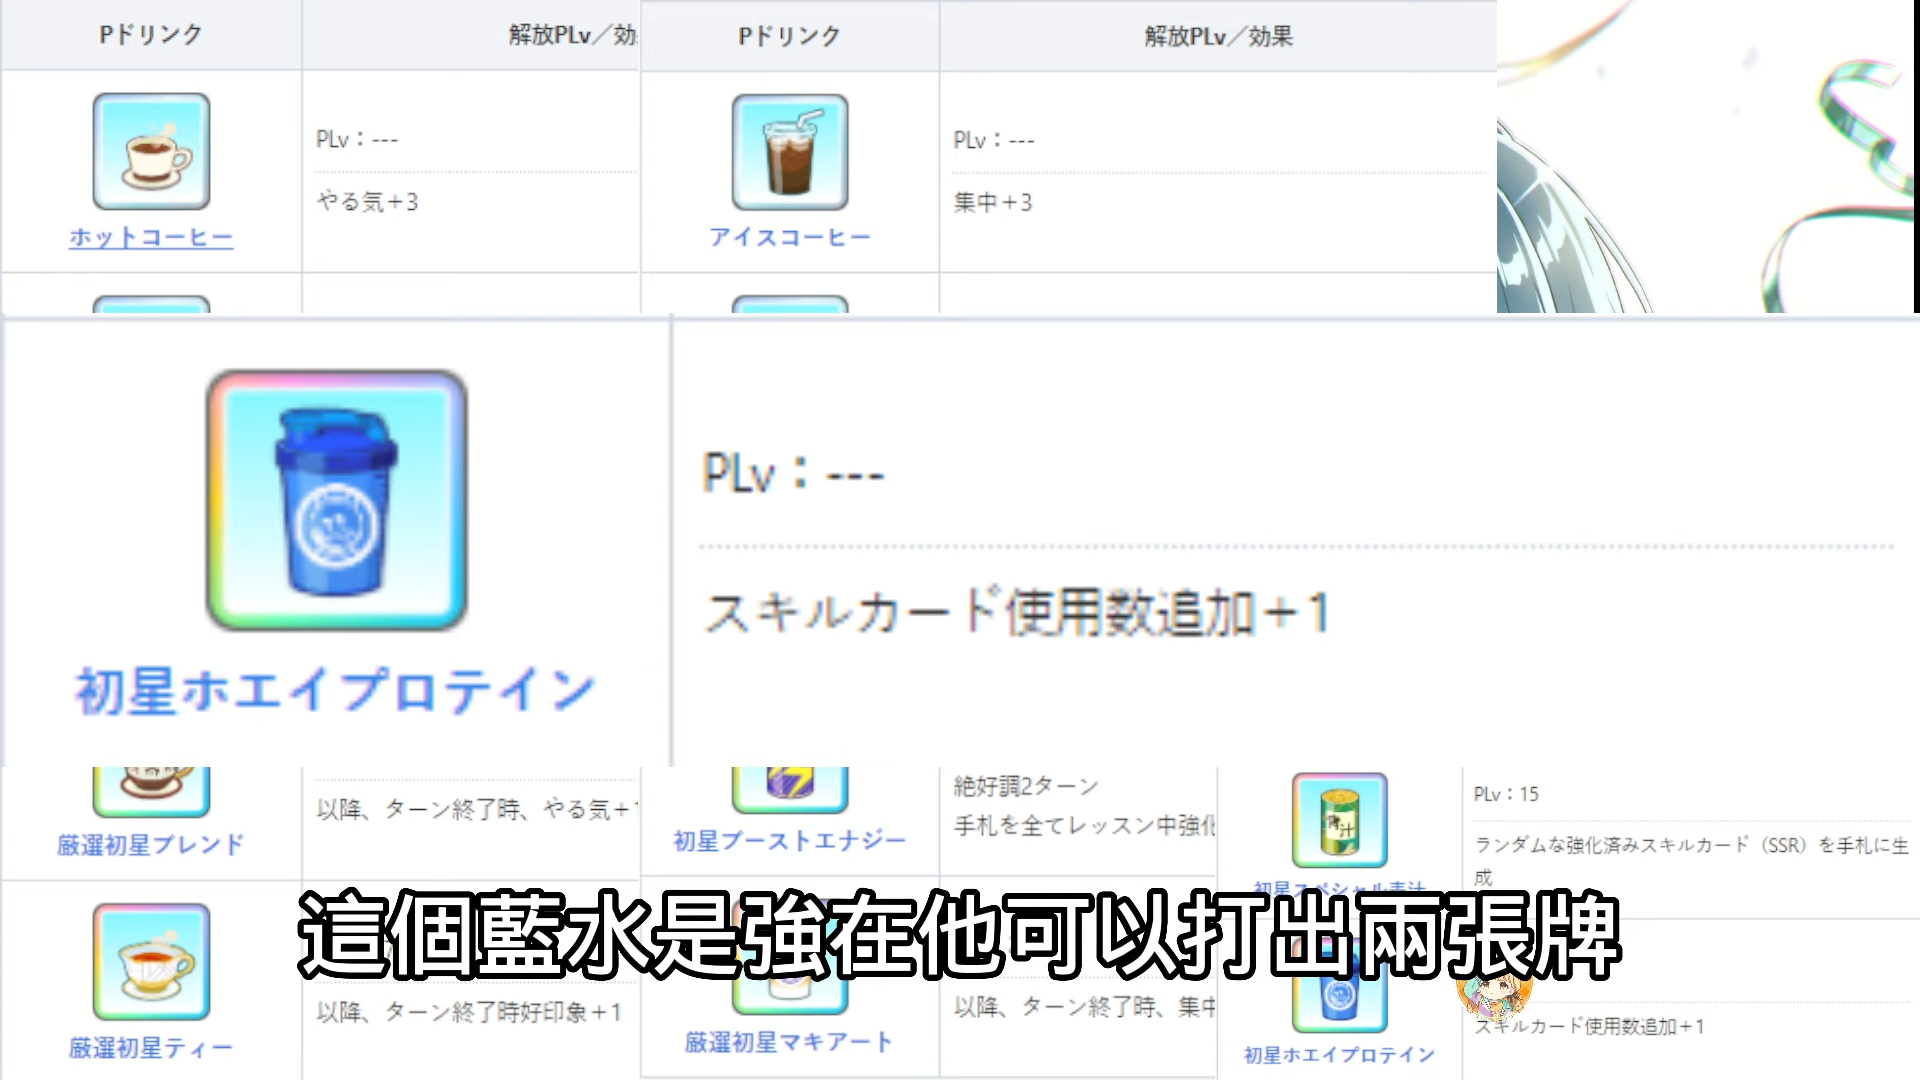 Pドリンク
解放PLv／効
PLv：---
やる気＋3
ホットコーヒー
Pドリンク
解放PLv／効果
PLv：---
集中＋3
アイスコーヒー
PLv：---
スキルカード使用数追加＋1
初星ホエイプロテイン
以降、ターン終了時、やる気＋1
厳選初星ブレンド
以降、ターン終了時好印象＋1
厳選初星ティー
絶好調2ターン
手札を全てレッスン中強化
初星ブーストエナジー
以降、ターン終了時、集中
厳選初星マキアート
PLv：15
ランダムな強化済みスキルカード（SSR）を手札に生
成
初星スペシャル青汁
スキルカード使用数追加＋1
初星ホエイプロテイン
這個藍水是強在他可以打出兩張牌